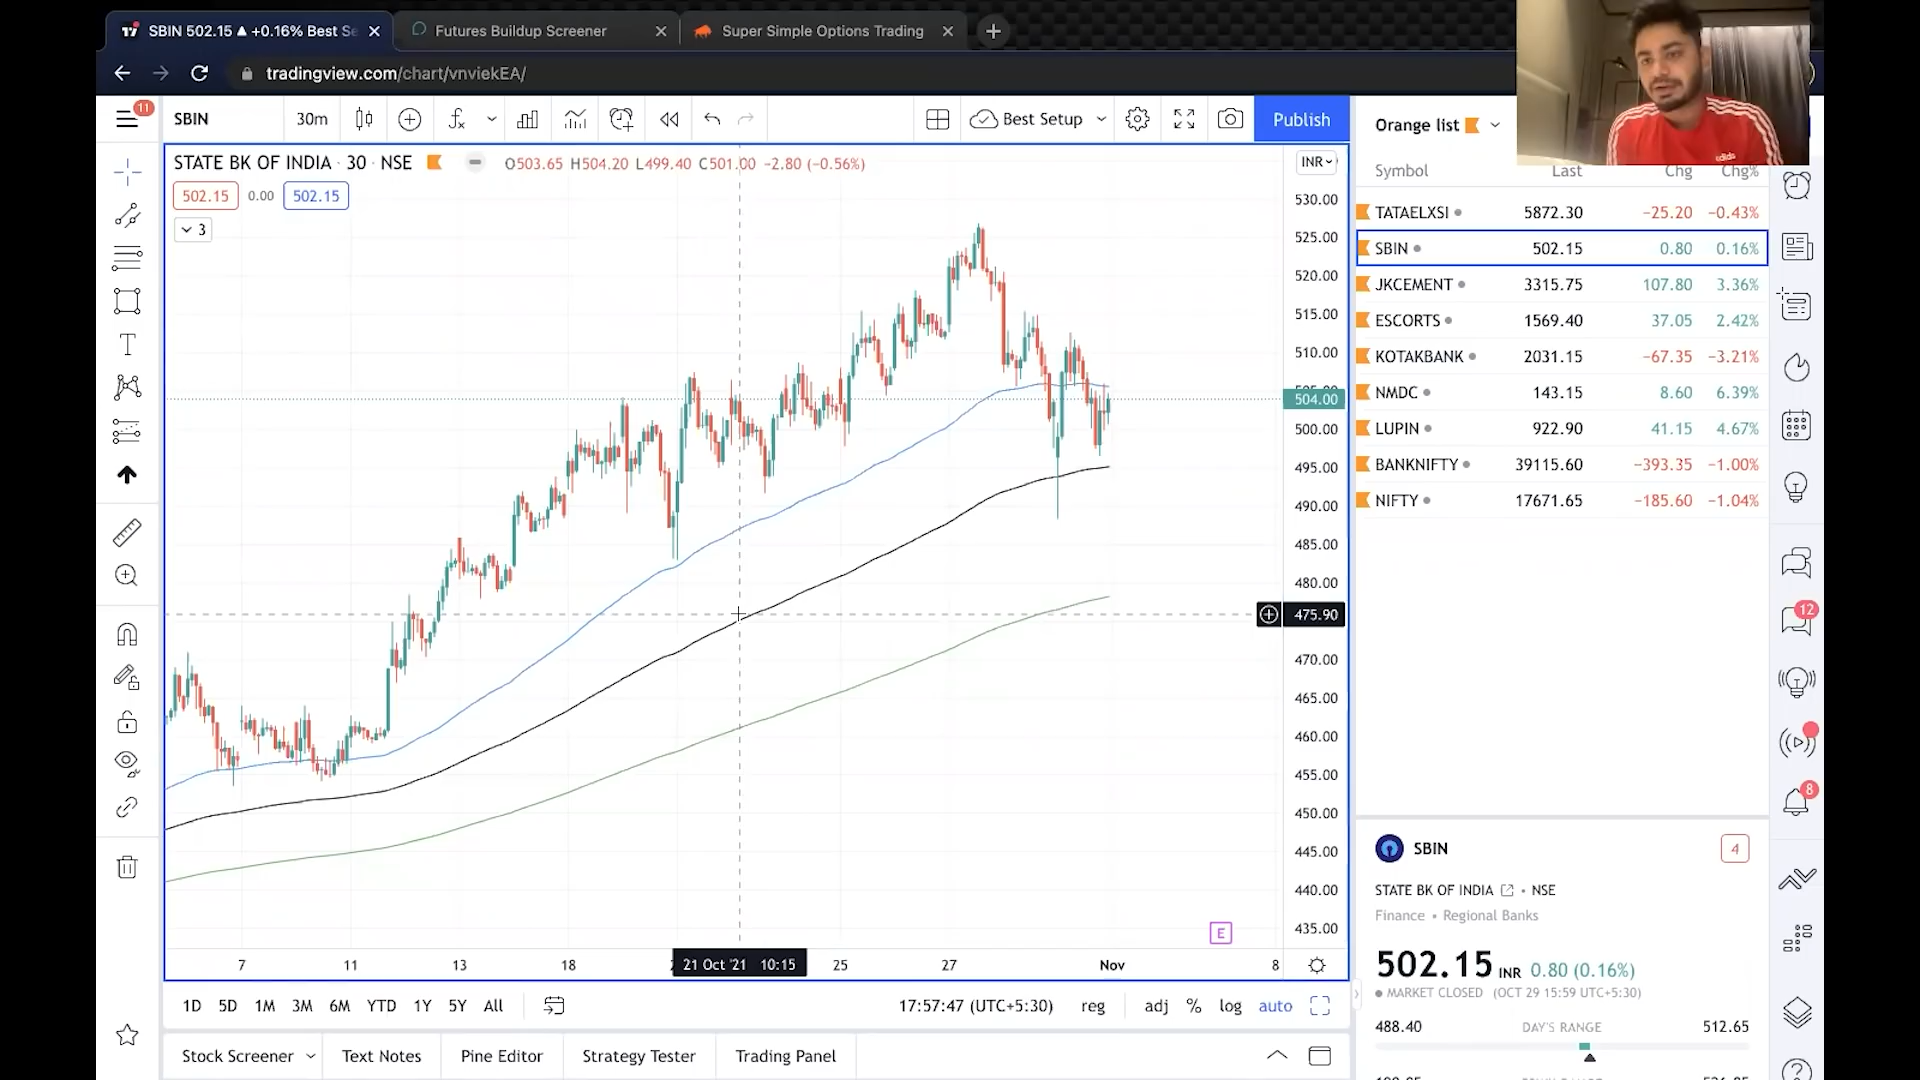 SBIN 502.15 ▲ +0.16% Best Se
Futures Buildup Screener
Super Simple Options Trading
tradingview.com/chart/vnviekEA/
11
SBIN
30m
Best Setup
Publish
Orange list
STATE BK OF INDIA · 30 · NSE
O503.65 H504.20 L499.40 C501.00 −2.80 (−0.56%)
INR
502.15 0.00 502.15
3
530.00
525.00
520.00
515.00
510.00
504.00
500.00
495.00
490.00
485.00
480.00
475.90
470.00
465.00
460.00
455.00
450.00
445.00
440.00
435.00
E
7 11 13 18 21 Oct '21 10:15 25 27 Nov 8
1D 5D 1M 3M 6M YTD 1Y 5Y All
17:57:47 (UTC+5:30) reg adj % log auto
Stock Screener Text Notes Pine Editor Strategy Tester Trading Panel
adidas
Symbol Last Chg Chg%
TATAELXSI 5872.30 −25.20 −0.43%
SBIN 502.15 0.80 0.16%
JKCEMENT 3315.75 107.80 3.36%
ESCORTS 1569.40 37.05 2.42%
KOTAKBANK 2031.15 −67.35 −3.21%
NMDC 143.15 8.60 6.39%
LUPIN 922.90 41.15 4.67%
BANKNIFTY 39115.60 −393.35 −1.00%
NIFTY 17671.65 −185.60 −1.04%
SBIN
4
STATE BK OF INDIA • NSE
Finance • Regional Banks
502.15 INR 0.80 (0.16%)
MARKET CLOSED (OCT 29 15:59 UTC+5:30)
488.40 DAY'S RANGE 512.65
12
8